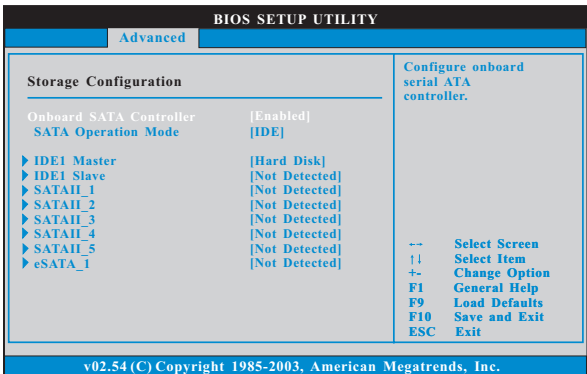 BIOS SETUP UTILITY
Advanced
Storage Configuration
Onboard SATA Controller [Enabled]
SATA Operation Mode [IDE]
IDE1 Master [Hard Disk]
IDE1 Slave [Not Detected]
SATAII_1 [Not Detected]
SATAII_2 [Not Detected]
SATAII_3 [Not Detected]
SATAII_4 [Not Detected]
SATAII_5 [Not Detected]
eSATA_1 [Not Detected]
Configure onboard
serial ATA
controller.
←→ Select Screen
↑↓ Select Item
+- Change Option
F1 General Help
F9 Load Defaults
F10 Save and Exit
ESC Exit
v02.54 (C) Copyright 1985-2003, American Megatrends, Inc.